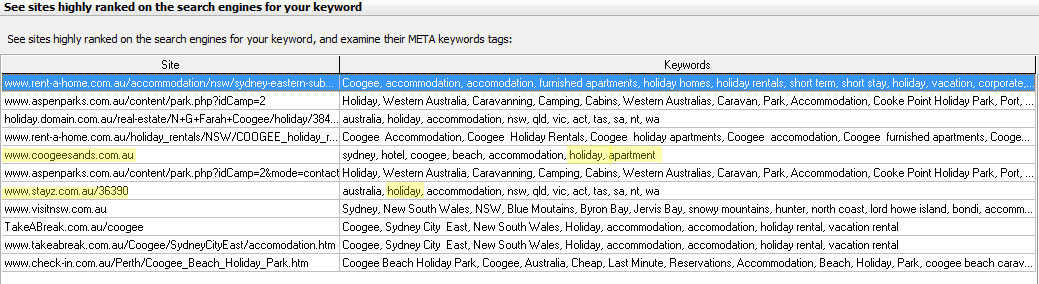 See sites highly ranked on the search engines for your keyword
See sites highly ranked on the search engines for your keyword, and examine their META keywords tags:
Site Keywords
www.rent-a-home.com.au/accommodation/nsw/sydney-eastern-sub... Coogee, accomodation, accomodation, furnished apartments, holiday homes, holiday rentals, short term, short stay, holiday, vacation, corporate,...
www.aspenparks.com.au/content/park.php?idCamp=2 Holiday, Western Australia, Caravanning, Camping, Cabins, Western Australias, Caravan, Park, Accommodation, Cooke Point Holiday Park, Port, ...
holiday.domain.com.au/real-estate/N+G+Farah+Coogee/holiday/384... australia, holiday, accommodation, nsw, qld, vic, act, tas, sa, nt, wa
www.rent-a-home.com.au/holiday_rentals/NSW/COOGEE_holiday_r... Coogee Accommodation, Coogee Holiday Rentals, Coogee holiday apartments, Coogee accomodation, Coogee furnished apartments, Cooge...
www.coogeesands.com.au sydney, hotel, coogee, beach, accommodation, holiday, apartment
www.aspenparks.com.au/content/park.php?idCamp=2&mode=contact Holiday, Western Australia, Caravanning, Camping, Cabins, Western Australias, Caravan, Park, Accommodation, Cooke Point Holiday Park, Port, ...
www.stayz.com.au/36390 australia, holiday, accommodation, nsw, qld, vic, act, tas, sa, nt, wa
www.visitnsw.com.au Sydney, New South Wales, NSW, Blue Moutains, Byron Bay, Jervis Bay, snowy mountains, hunter, north coast, lord howe island, bondi, accomm...
TakeABreak.com.au/coogee Coogee, Sydney City East, New South Wales, Holiday, accommodation, accomodation, holiday rental, vacation rental
www.takeabreak.com.au/Coogee/SydneyCityEast/accomodation.htm Coogee, Sydney City East, New South Wales, Holiday, accommodation, accomodation, holiday rental, vacation rental
www.check-in.com.au/Perth/Coogee_Beach_Holiday_Park.htm Coogee Beach Holiday Park, Coogee, Australia, Cheap, Last Minute, Reservations, Accommodation, Beach, Holiday, Park, coogee beach carav...